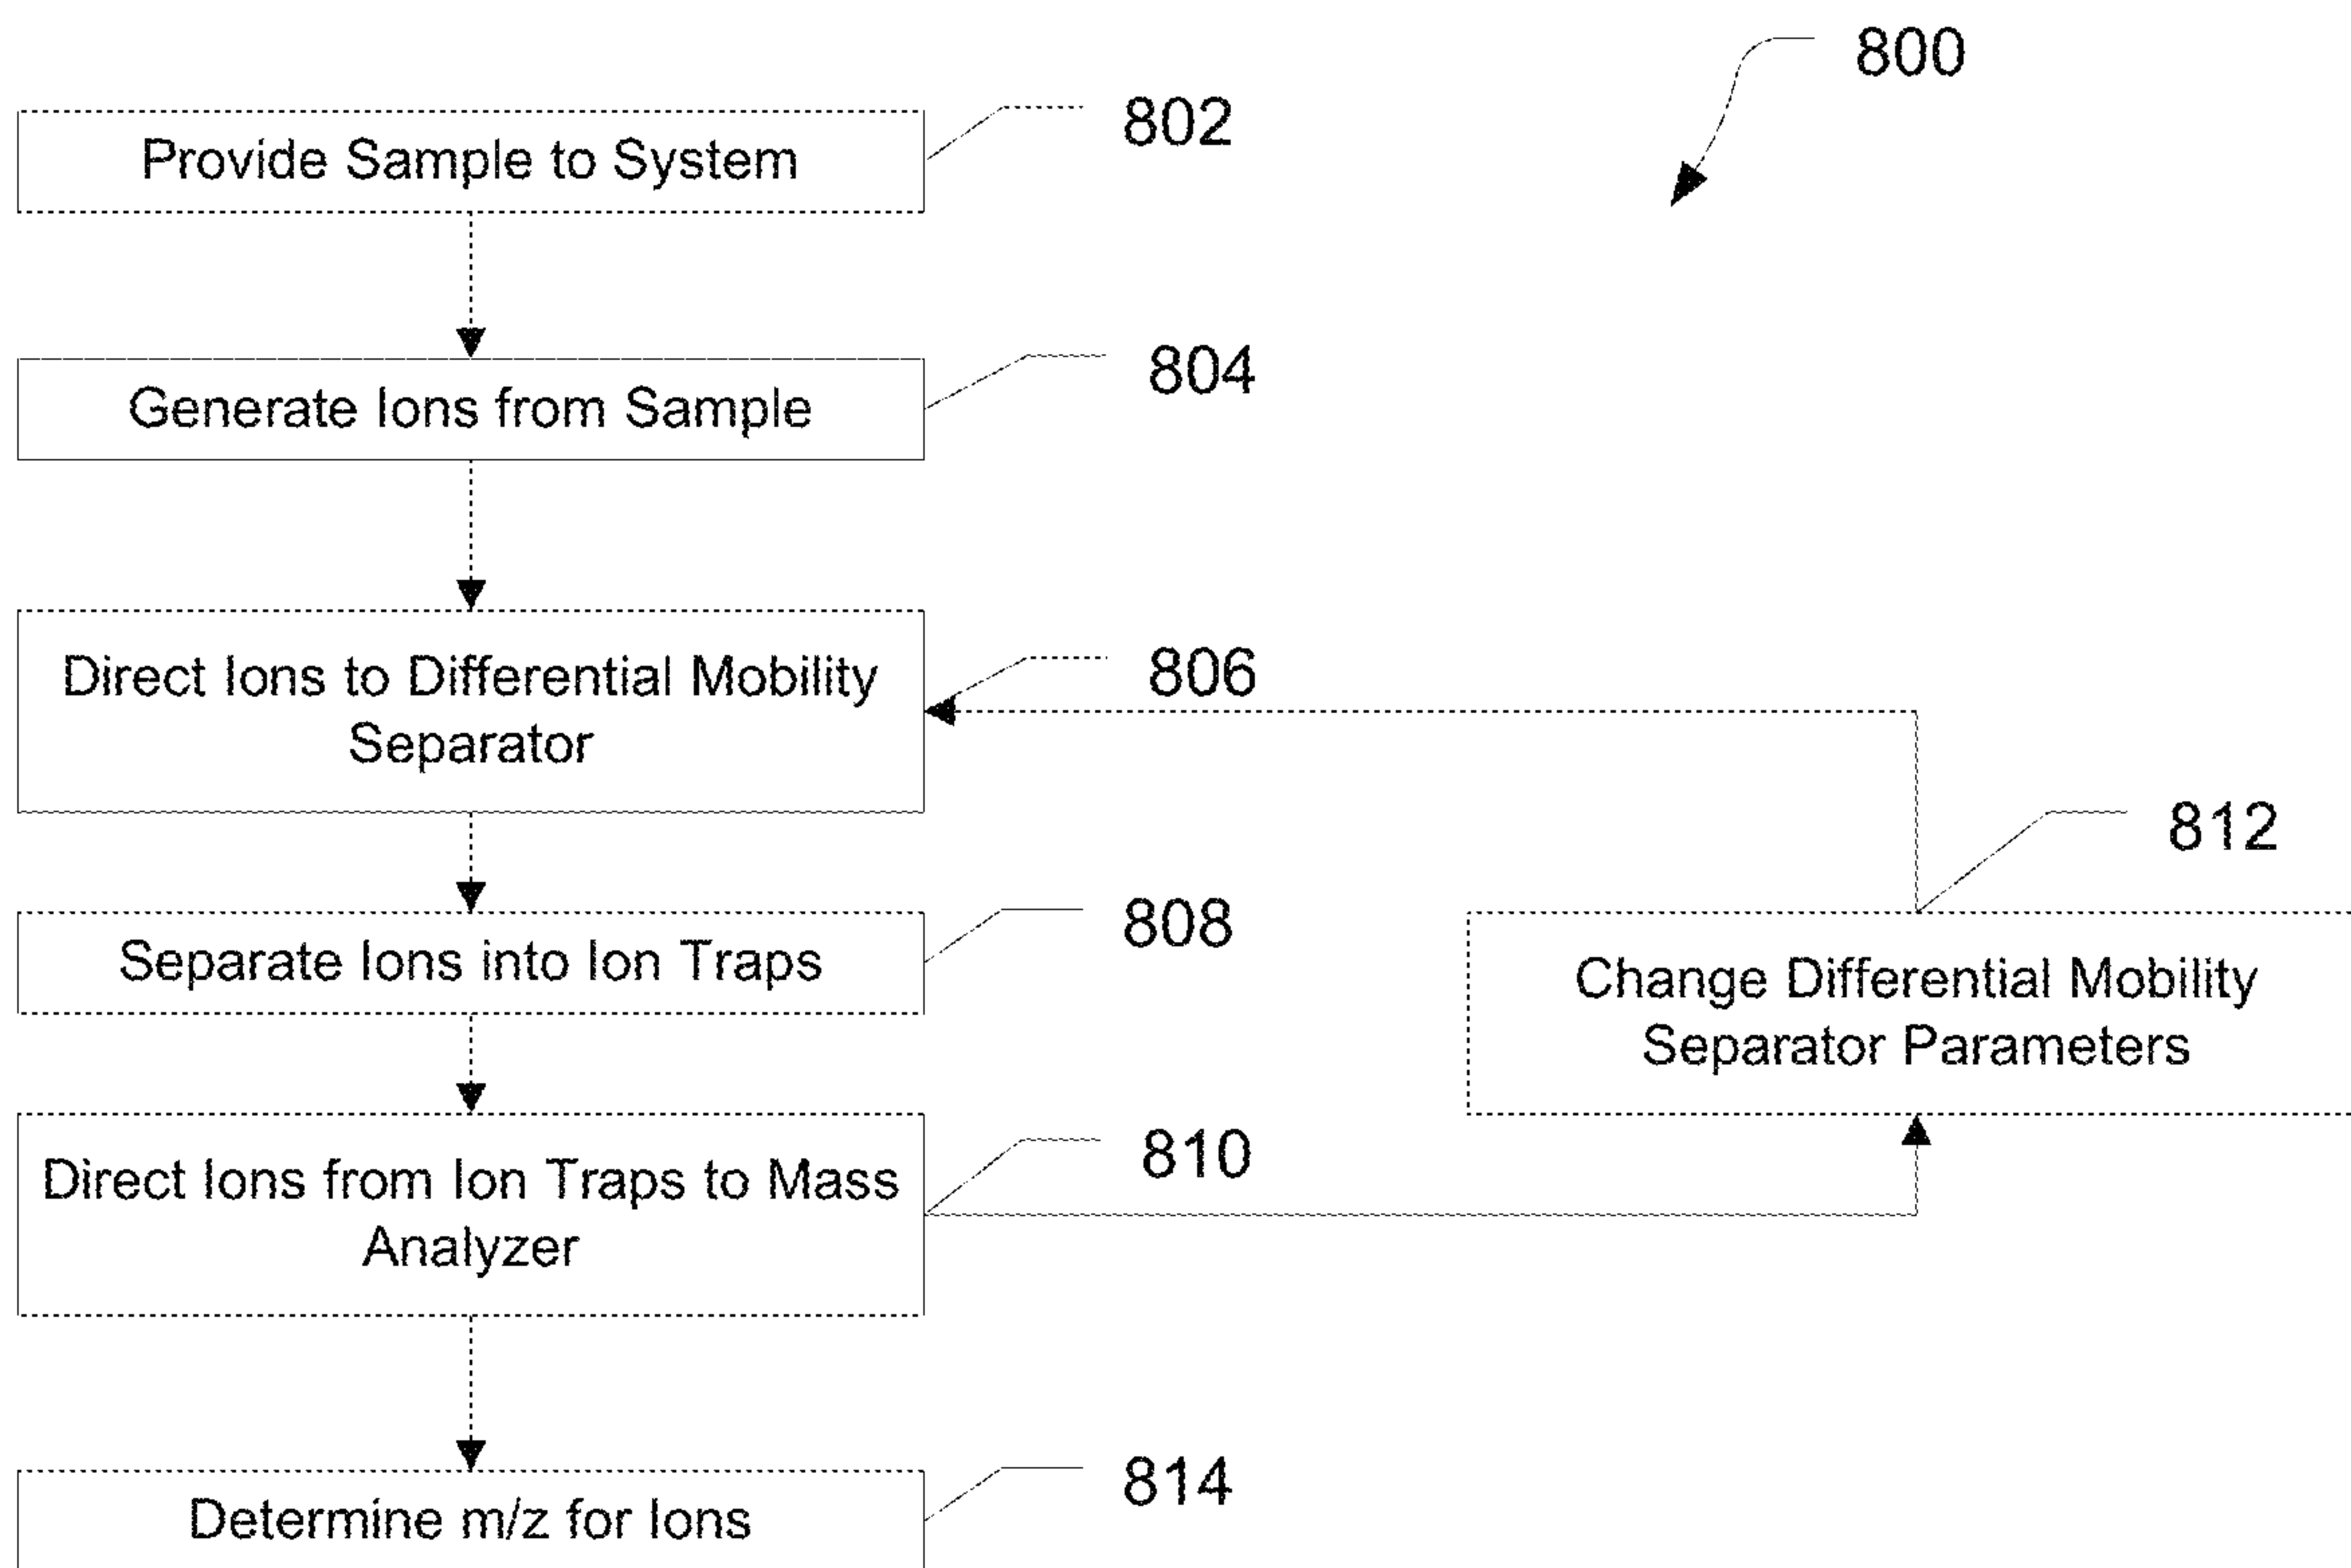 800
Provide Sample to System
802
Generate Ions from Sample
804
Direct Ions to Differential Mobility
Separator
806
812
Separate Ions into Ion Traps
808
Change Differential Mobility
Separator Parameters
Direct Ions from Ion Traps to Mass
Analyzer
810
Determine m/z for Ions
814